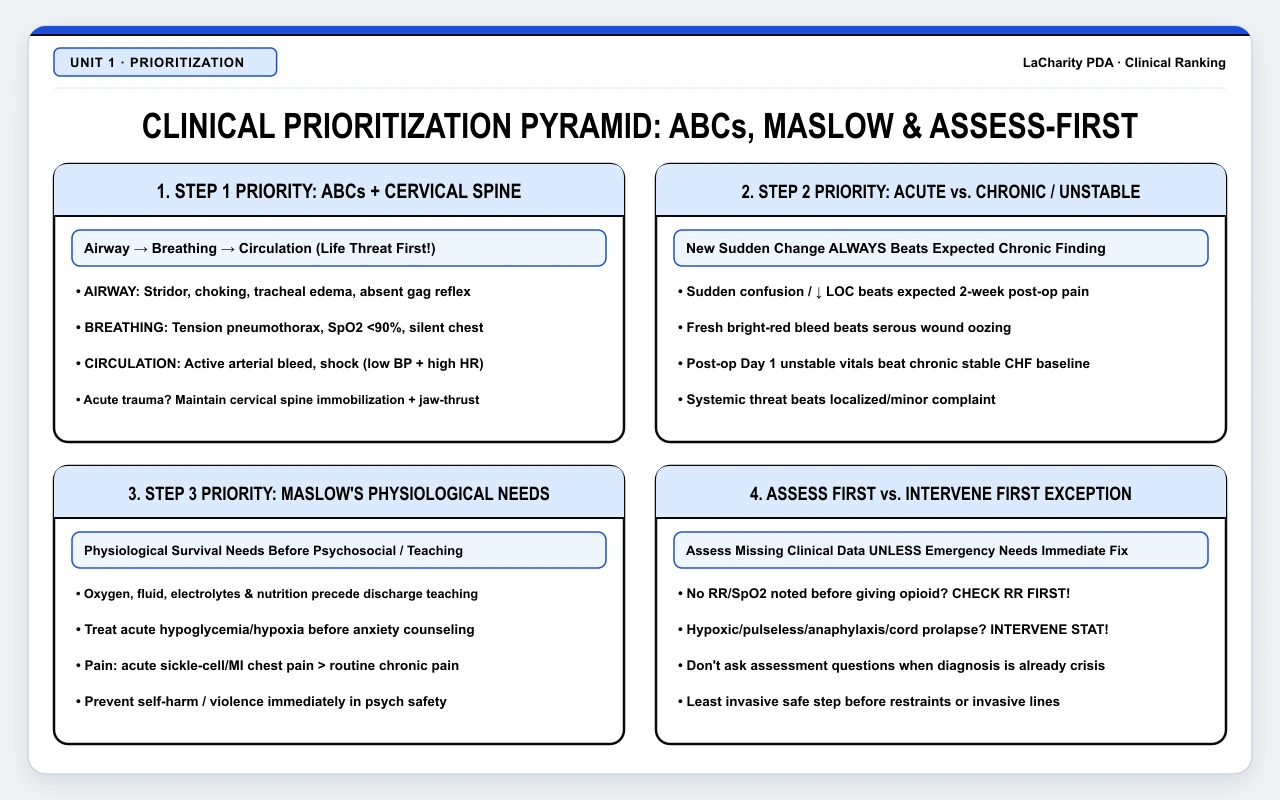 UNIT 1 · PRIORITIZATION
LaCharity PDA · Clinical Ranking
CLINICAL PRIORITIZATION PYRAMID: ABCs, MASLOW & ASSESS-FIRST
1. STEP 1 PRIORITY: ABCs + CERVICAL SPINE
Airway → Breathing → Circulation (Life Threat First!)
• AIRWAY: Stridor, choking, tracheal edema, absent gag reflex
• BREATHING: Tension pneumothorax, SpO2 <90%, silent chest
• CIRCULATION: Active arterial bleed, shock (low BP + high HR)
• Acute trauma? Maintain cervical spine immobilization + jaw-thrust
2. STEP 2 PRIORITY: ACUTE vs. CHRONIC / UNSTABLE
New Sudden Change ALWAYS Beats Expected Chronic Finding
• Sudden confusion / ↓ LOC beats expected 2-week post-op pain
• Fresh bright-red bleed beats serous wound oozing
• Post-op Day 1 unstable vitals beat chronic stable CHF baseline
• Systemic threat beats localized/minor complaint
3. STEP 3 PRIORITY: MASLOW'S PHYSIOLOGICAL NEEDS
Physiological Survival Needs Before Psychosocial / Teaching
• Oxygen, fluid, electrolytes & nutrition precede discharge teaching
• Treat acute hypoglycemia/hypoxia before anxiety counseling
• Pain: acute sickle-cell/MI chest pain > routine chronic pain
• Prevent self-harm / violence immediately in psych safety
4. ASSESS FIRST vs. INTERVENE FIRST EXCEPTION
Assess Missing Clinical Data UNLESS Emergency Needs Immediate Fix
• No RR/SpO2 noted before giving opioid? CHECK RR FIRST!
• Hypoxic/pulseless/anaphylaxis/cord prolapse? INTERVENE STAT!
• Don't ask assessment questions when diagnosis is already crisis
• Least invasive safe step before restraints or invasive lines